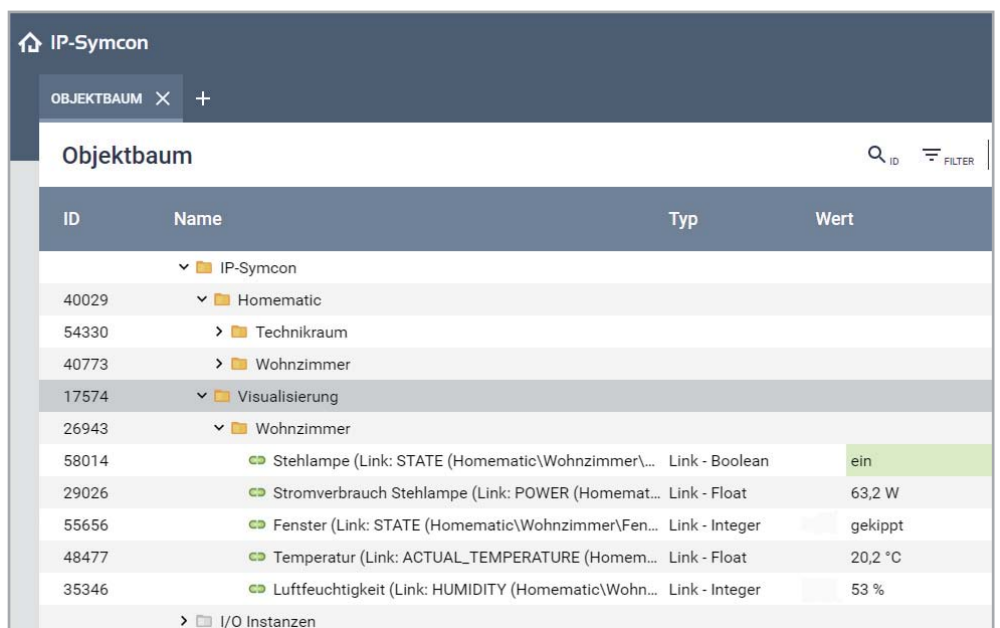 IP-Symcon
OBJEKTBAUM
Objektbaum ID FILTER
ID Name Typ Wert
IP-Symcon
40029 Homematic
54330 Technikraum
40773 Wohnzimmer
17574 Visualisierung
26943 Wohnzimmer
58014 Stehlampe (Link: STATE (Homematic\Wohnzimmer\... Link - Boolean ein
29026 Stromverbrauch Stehlampe (Link: POWER (Homemat... Link - Float 63,2 W
55656 Fenster (Link: STATE (Homematic\Wohnzimmer\Fen... Link - Integer gekippt
48477 Temperatur (Link: ACTUAL_TEMPERATURE (Homem... Link - Float 20,2 °C
35346 Luftfeuchtigkeit (Link: HUMIDITY (Homematic\Wohn... Link - Integer 53 %
I/O Instanzen